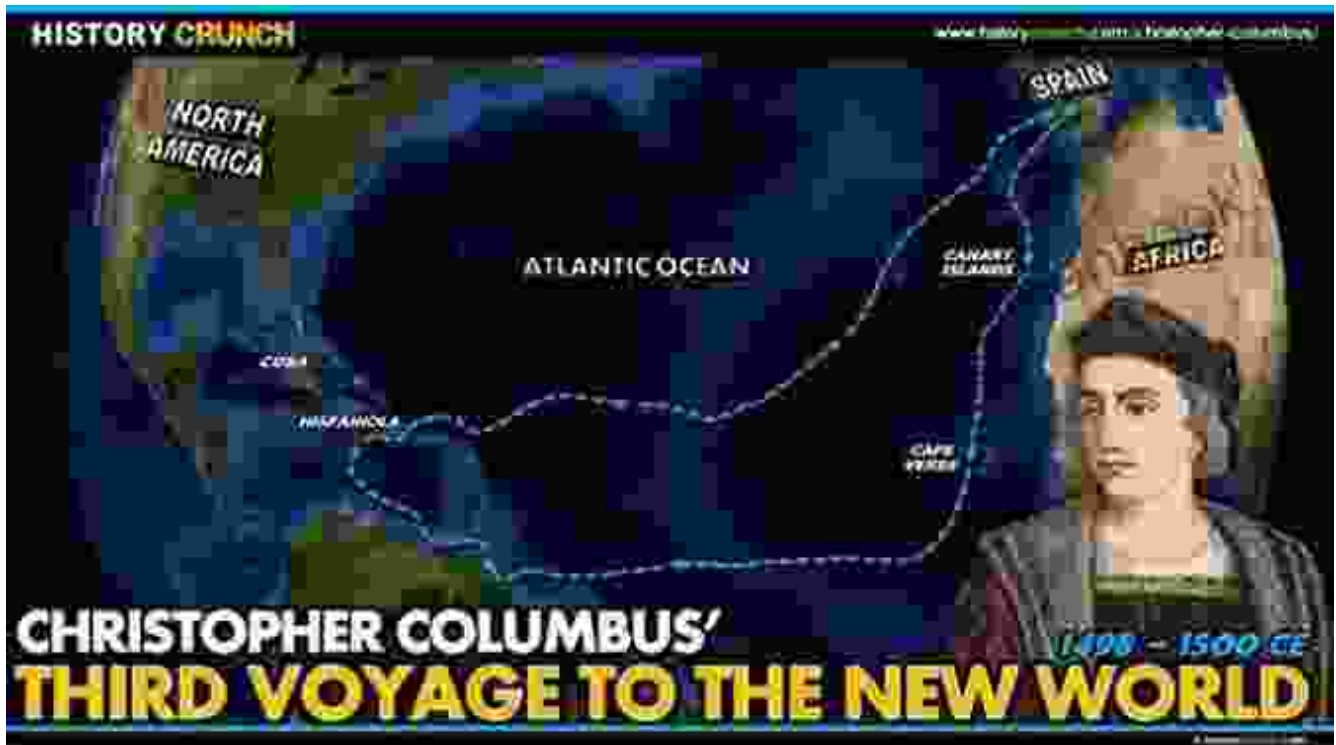 HISTORY CRUNCH
SPAIN
NORTH
AMERICA
ATLANTIC OCEAN
CANARY
ISLANDS
AFRICA
CUBA
HISPANIOLA
CAPE
VERDE
CHRISTOPHER COLUMBUS'
1498 – 1500 CE
THIRD VOYAGE TO THE NEW WORLD